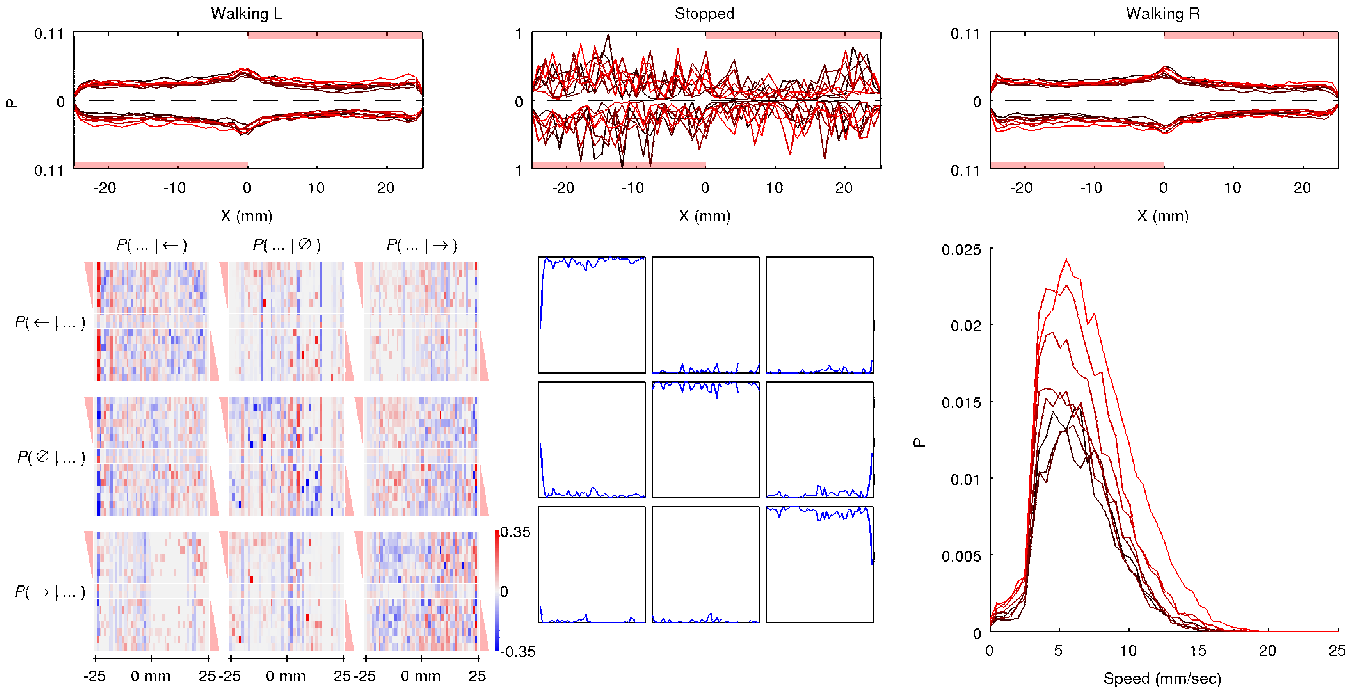 Walking L
Stopped
Walking R
0.11
P
0
0.11
-20
-10
0
10
20
X (mm)
1
0
1
-20
-10
0
10
20
X (mm)
0.11
0
0.11
-20
-10
0
10
20
X (mm)
P( ... | ← )
P( ... | ∅ )
P( ... | → )
P( ← | ... )
P( ∅ | ... )
P( → | ... )
0.35
0
-0.35
-25
0 mm
25
-25
0 mm
25
-25
0 mm
25
0.025
0.02
0.015
P
0.01
0.005
0
0
5
10
15
20
25
Speed (mm/sec)